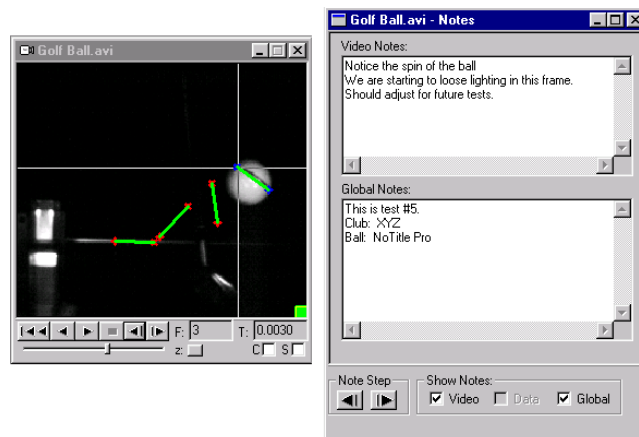 Golf Ball.avi
F: 3 T: 0.0030
z: C S
Golf Ball.avi - Notes
Video Notes:
Notice the spin of the ball
We are starting to loose lighting in this frame.
Should adjust for future tests.
Global Notes:
This is test #5.
Club: XYZ
Ball: NoTitle Pro
Note Step
Show Notes:
Video Data Global